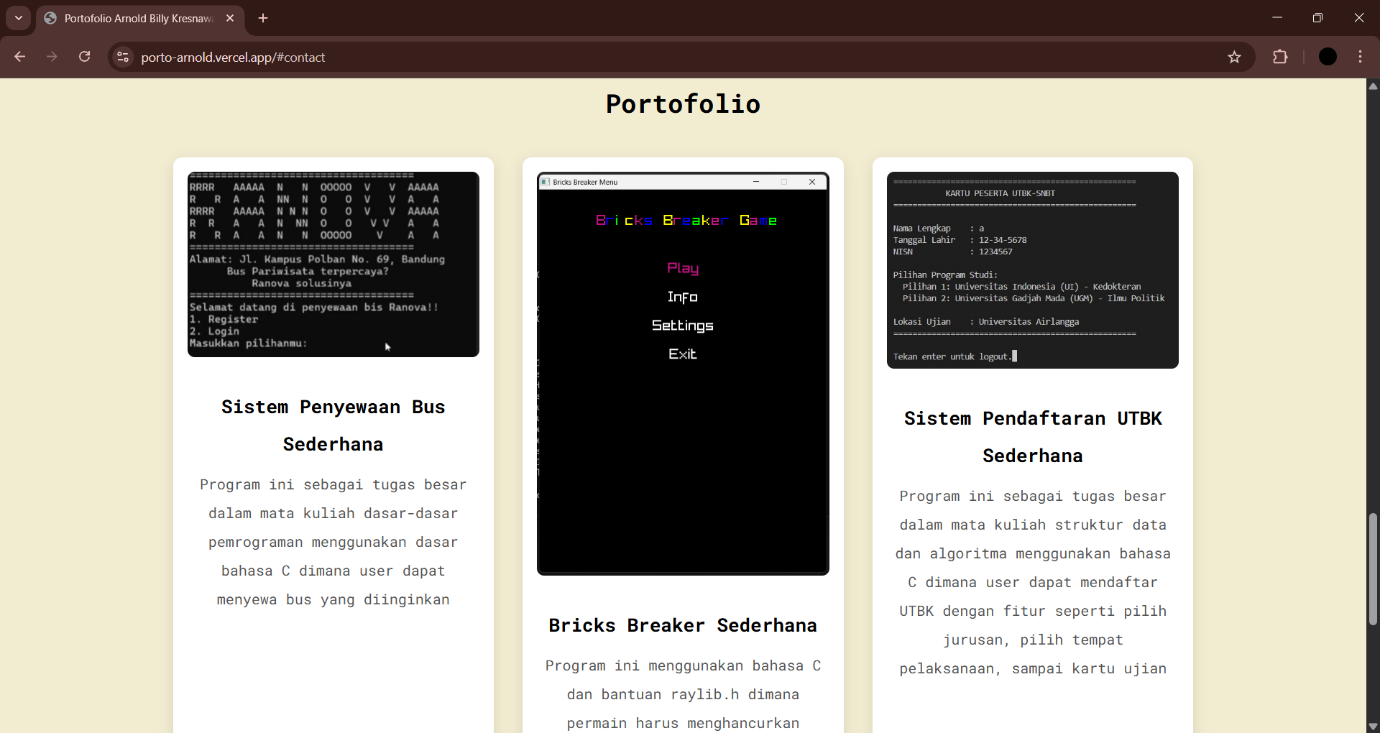 Portofolio Arnold Billy Kresnawa
porto-arnold.vercel.app/#contact
Portofolio
=====================================
RRRR AAAAA N N OOOOO V V AAAAA
R R A A NN N O O V V A A
RRRR AAAAA N N N O O V V AAAAA
R R A A N NN O O V V A A
R R A A N N OOOOO V A A
=====================================
Alamat: Jl. Kampus Polban No. 69, Bandung
Bus Pariwisata terpercaya?
Ranova solusinya
=====================================
Selamat datang di penyewaan bis Ranova!!
1. Register
2. Login
Masukkan pilihanmu:
Sistem Penyewaan Bus
Sederhana
Program ini sebagai tugas besar
dalam mata kuliah dasar-dasar
pemrograman menggunakan dasar
bahasa C dimana user dapat
menyewa bus yang diinginkan
Bricks Breaker Menu
Bricks Breaker Game
Play
Info
Settings
Exit
Bricks Breaker Sederhana
Program ini menggunakan bahasa C
dan bantuan raylib.h dimana
permain harus menghancurkan
==================================================
KARTU PESERTA UTBK-SNBT
==================================================
Nama Lengkap : a
Tanggal Lahir : 12-34-5678
NISN : 1234567
Pilihan Program Studi:
Pilihan 1: Universitas Indonesia (UI) - Kedokteran
Pilihan 2: Universitas Gadjah Mada (UGM) - Ilmu Politik
Lokasi Ujian : Universitas Airlangga
==================================================
Tekan enter untuk logout.
Sistem Pendaftaran UTBK
Sederhana
Program ini sebagai tugas besar
dalam mata kuliah struktur data
dan algoritma menggunakan bahasa
C dimana user dapat mendaftar
UTBK dengan fitur seperti pilih
jurusan, pilih tempat
pelaksanaan, sampai kartu ujian